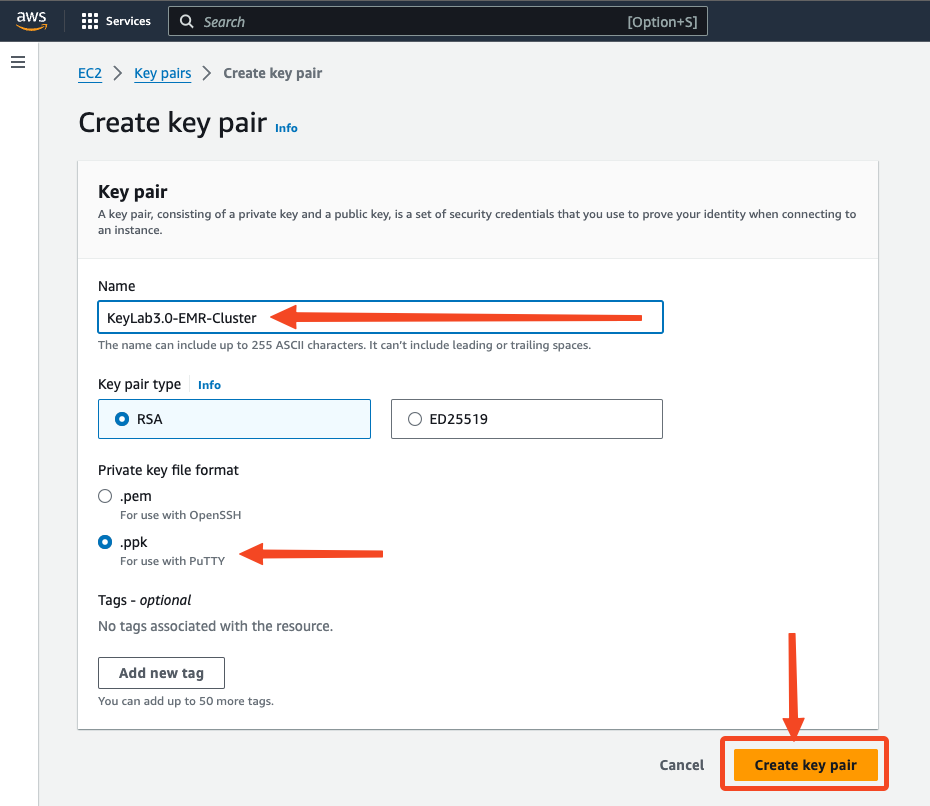 aws
Services
Search
[Option+S]
EC2 > Key pairs > Create key pair
Create key pair Info
Key pair
A key pair, consisting of a private key and a public key, is a set of security credentials that you use to prove your identity when connecting to
an instance.
Name
KeyLab3.0-EMR-Cluster
The name can include up to 255 ASCII characters. It can't include leading or trailing spaces.
Key pair type Info
RSA
ED25519
Private key file format
.pem
For use with OpenSSH
.ppk
For use with PuTTY
Tags - optional
No tags associated with the resource.
Add new tag
You can add up to 50 more tags.
Cancel
Create key pair